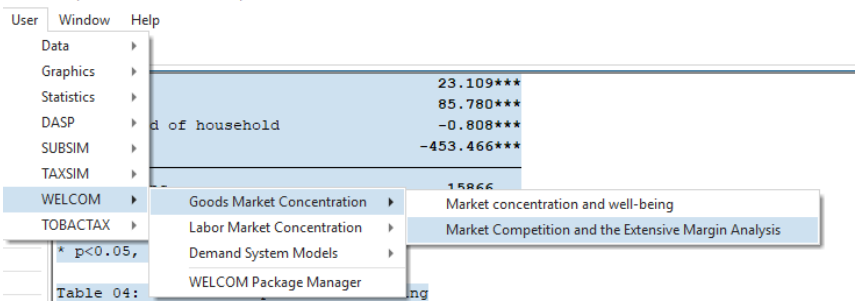 User Window Help
Data
Graphics
Statistics
DASP
SUBSIM
TAXSIM
WELCOM
TOBACTAX
23.109***
85.780***
d of household -0.808***
-453.466***
15866
Goods Market Concentration
Labor Market Concentration
Demand System Models
WELCOM Package Manager
Market concentration and well-being
Market Competition and the Extensive Margin Analysis
* p<0.05,
Table 04: ng